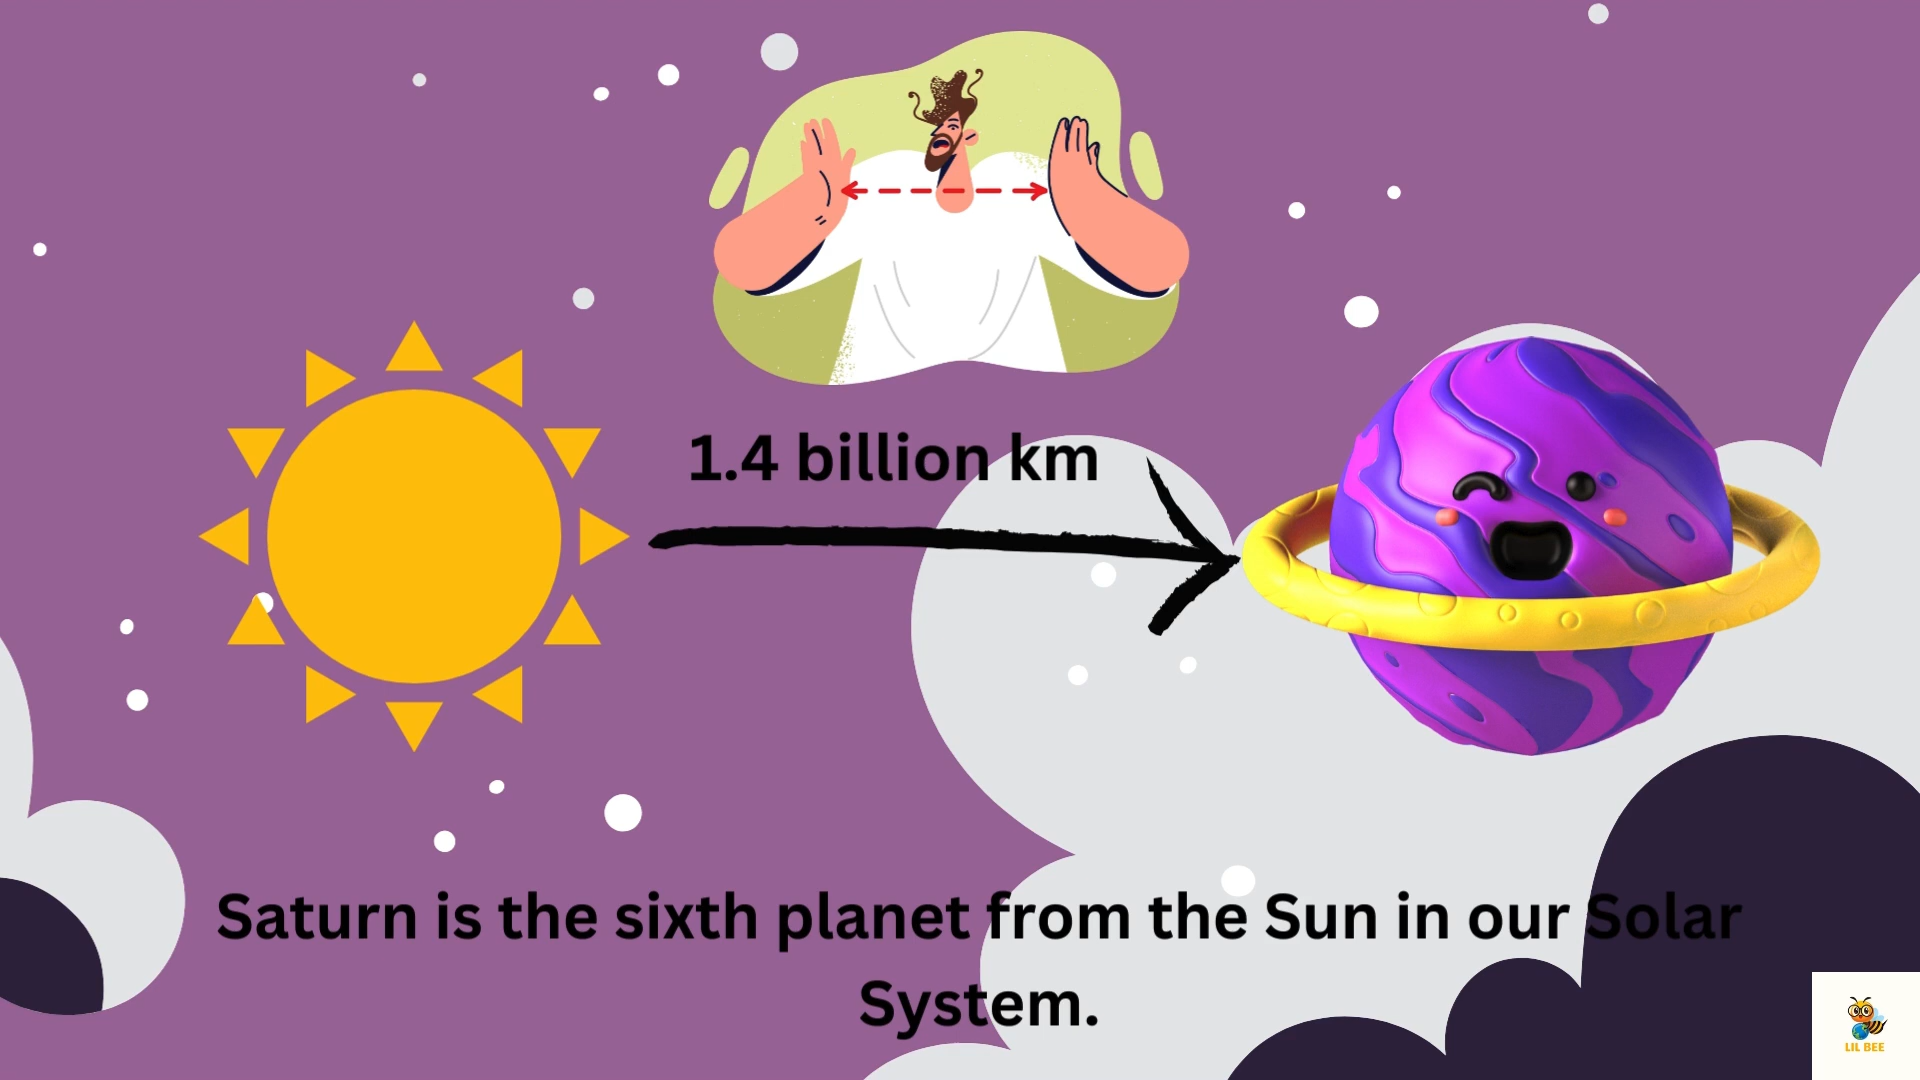 1.4 billion km
Saturn is the sixth planet from the Sun in our Solar
System.
LIL BEE